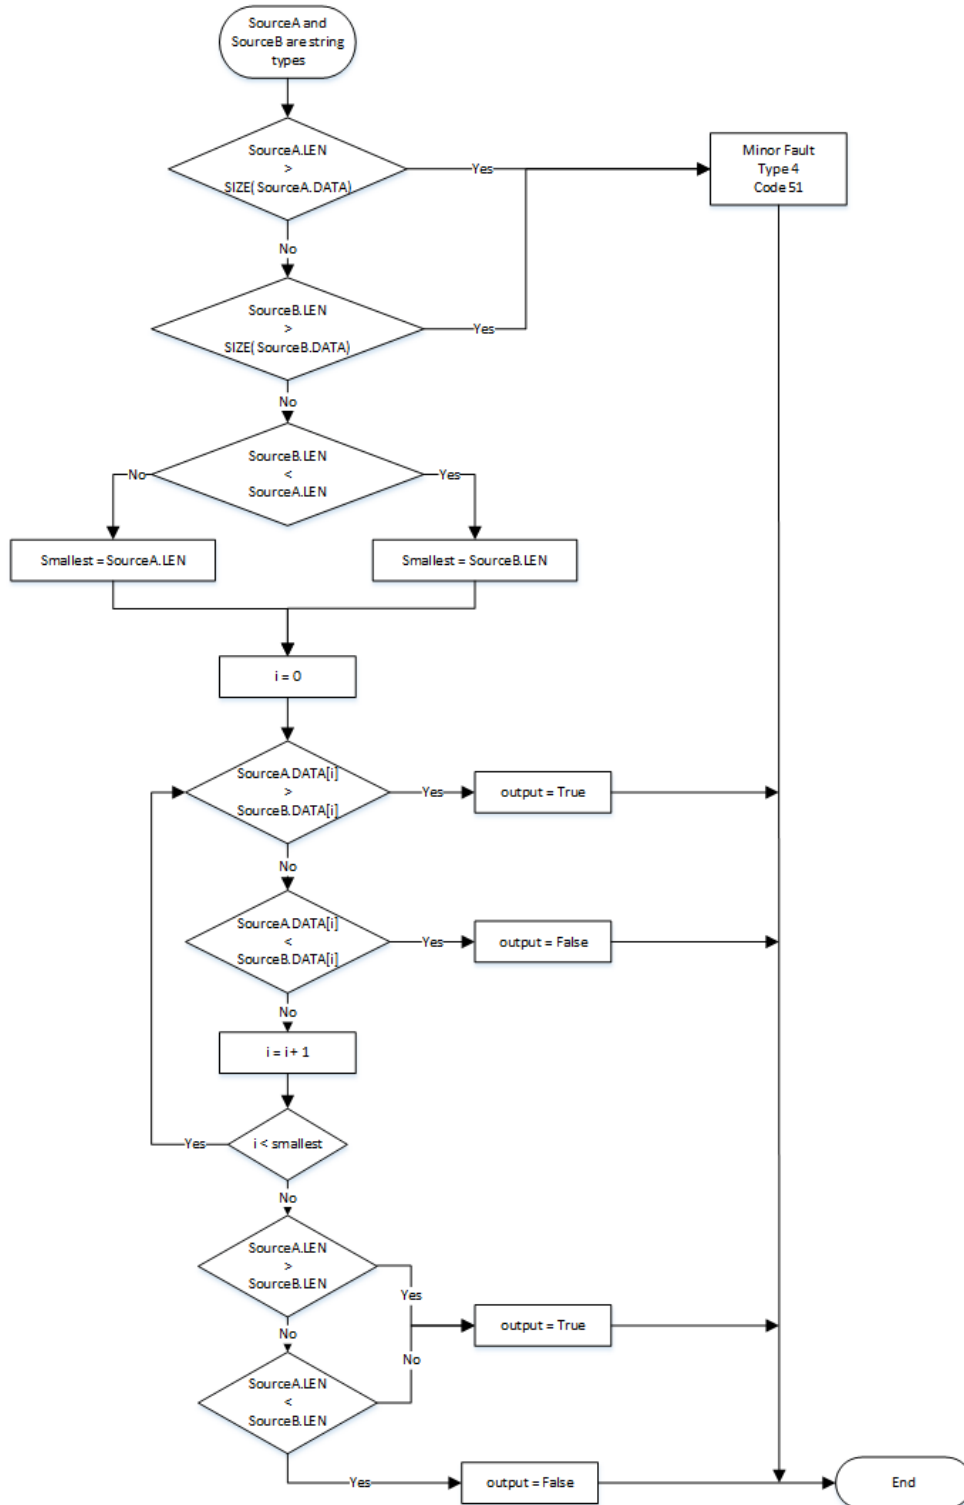 SourceA and
SourceB are string
types
SourceA.LEN
>
SIZE( SourceA.DATA)
Yes
Minor Fault
Type 4
Code 51
No
SourceB.LEN
>
SIZE( SourceB.DATA)
Yes
No
SourceB.LEN
<
SourceA.LEN
No
Yes
Smallest = SourceA.LEN
Smallest = SourceB.LEN
i = 0
SourceA.DATA[i]
>
SourceB.DATA[i]
Yes
output = True
No
SourceA.DATA[i]
<
SourceB.DATA[i]
Yes
output = False
No
i = i + 1
i < smallest
Yes
No
SourceA.LEN
>
SourceB.LEN
Yes
output = True
No
No
SourceA.LEN
<
SourceB.LEN
Yes
output = False
End